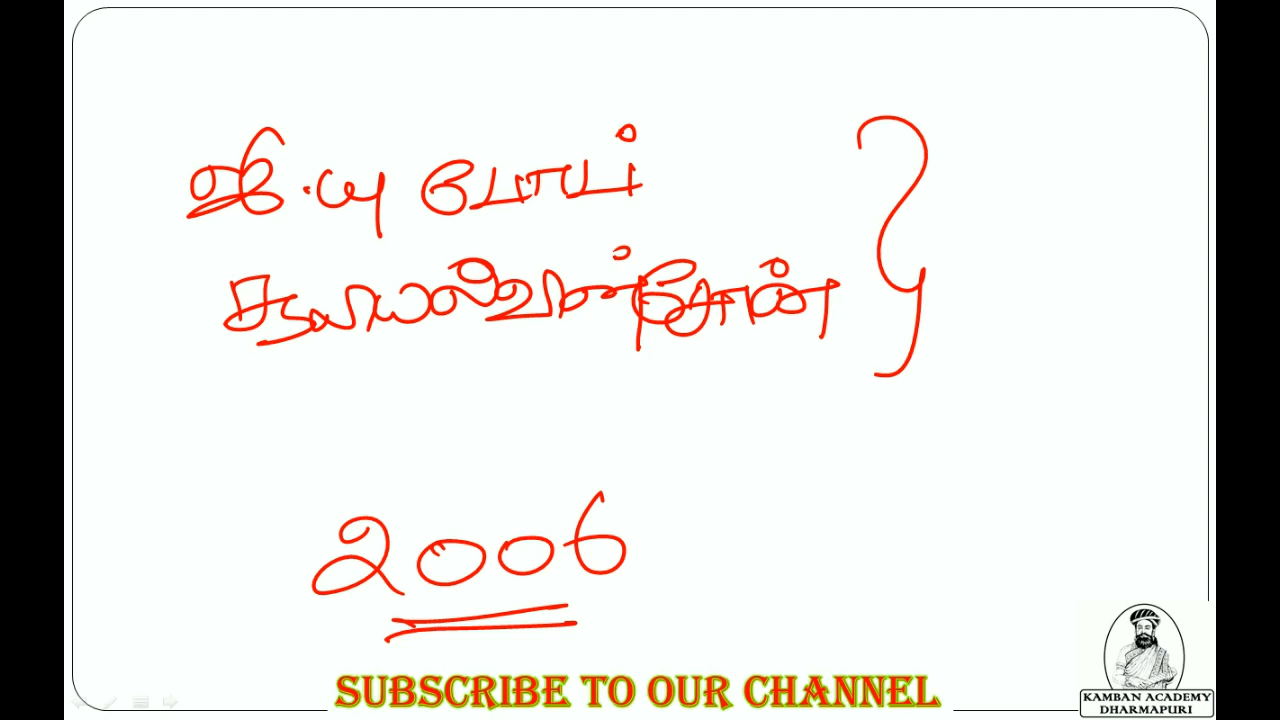 ஜி.யு போப்
2006
SUBSCRIBE TO OUR CHANNEL
KAMBAN ACADEMY
DHARMAPURI